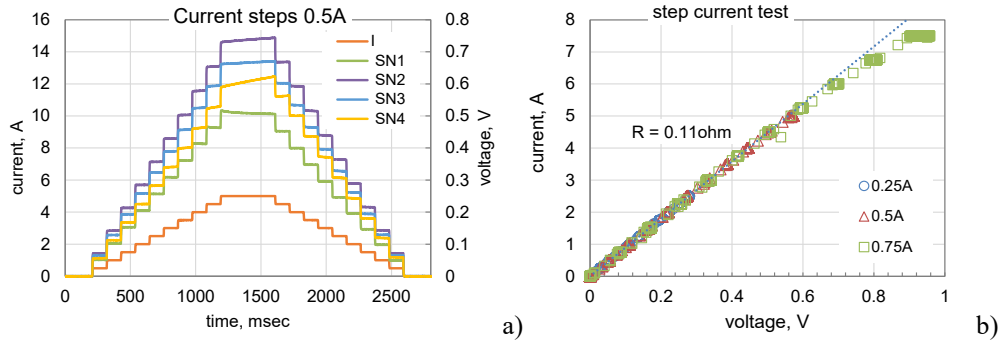 Current steps 0.5A
16
14
12
10
8
6
4
2
0
current, A
0.8
0.7
0.6
0.5
0.4
0.3
0.2
0.1
0
voltage, V
I
SN1
SN2
SN3
SN4
0 500 1000 1500 2000 2500
time, msec
a)
step current test
8
7
6
5
4
3
2
1
0
current, A
R = 0.11ohm
0.25A
0.5A
0.75A
0 0.2 0.4 0.6 0.8 1
voltage, V
b)